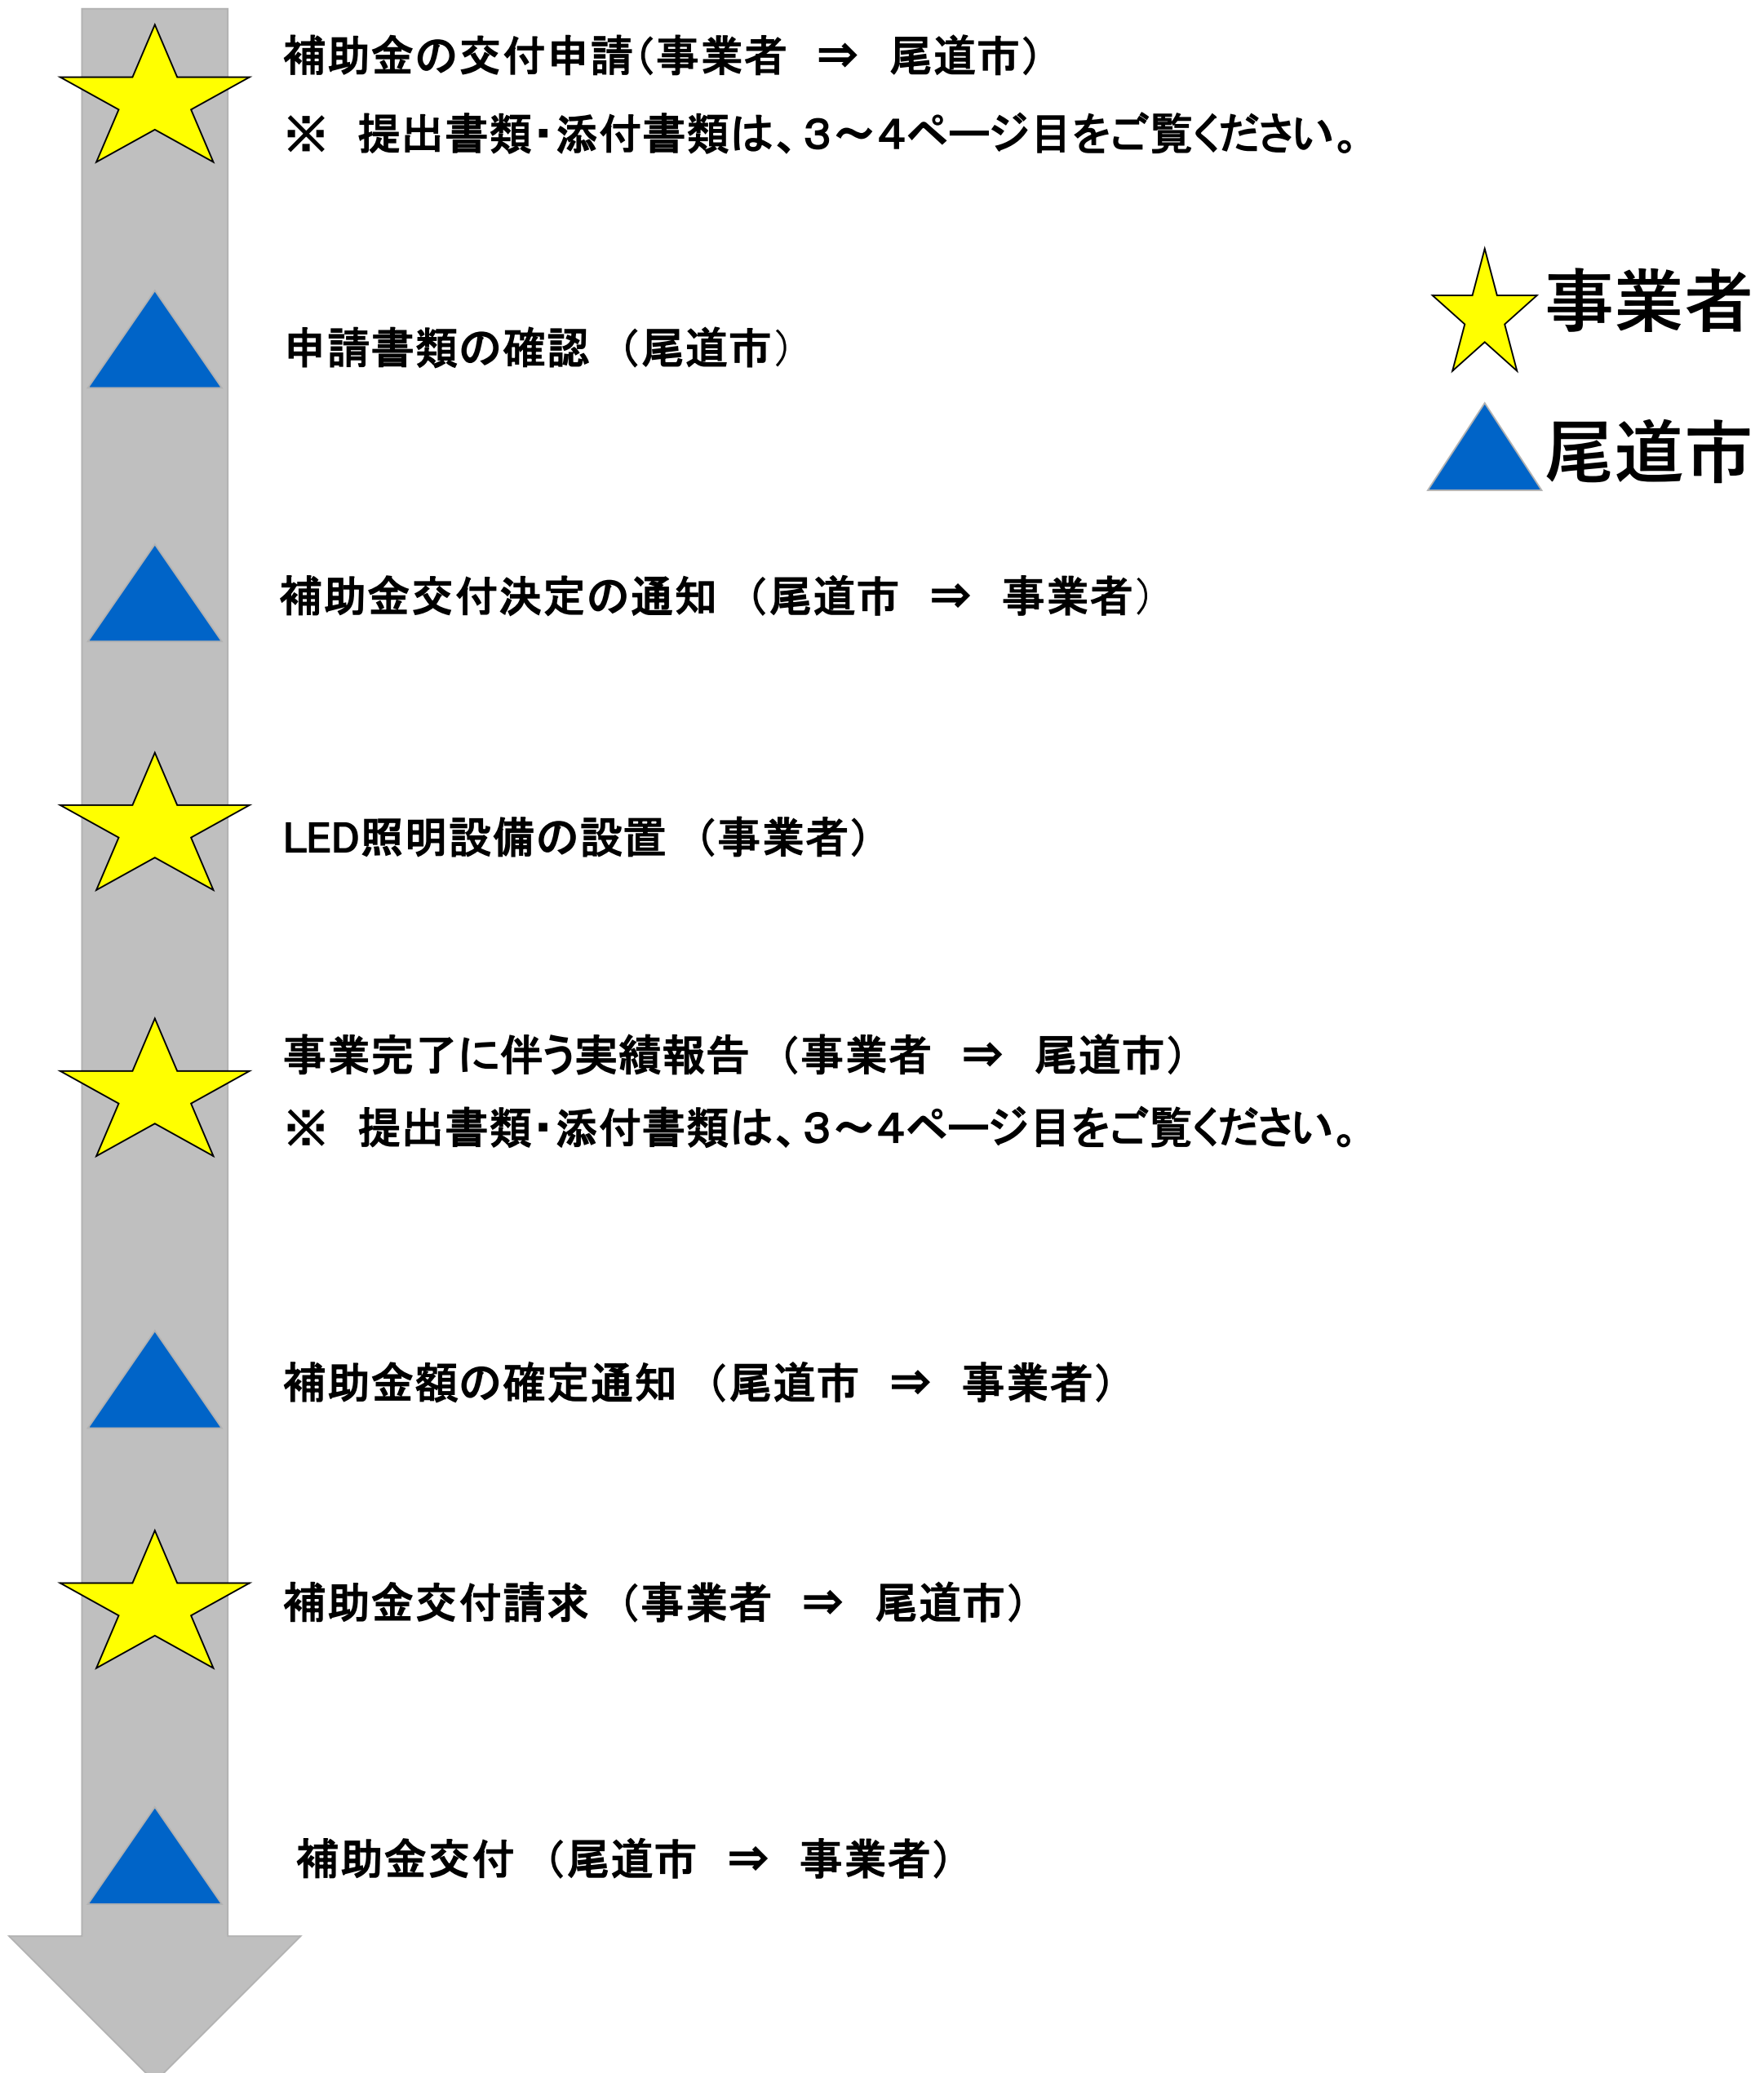 補助金の交付申請(事業者　⇒　尾道市)
※　提出書類・添付書類は、3～4ページ目をご覧ください。
事業者
申請書類の確認 (尾道市)
尾道市
補助金交付決定の通知 (尾道市　⇒　事業者)
LED照明設備の設置 (事業者)
事業完了に伴う実績報告 (事業者　⇒　尾道市)
※　提出書類・添付書類は、3～4ページ目をご覧ください。
補助金額の確定通知 (尾道市　⇒　事業者)
補助金交付請求 (事業者　⇒　尾道市)
補助金交付 (尾道市　⇒　事業者)